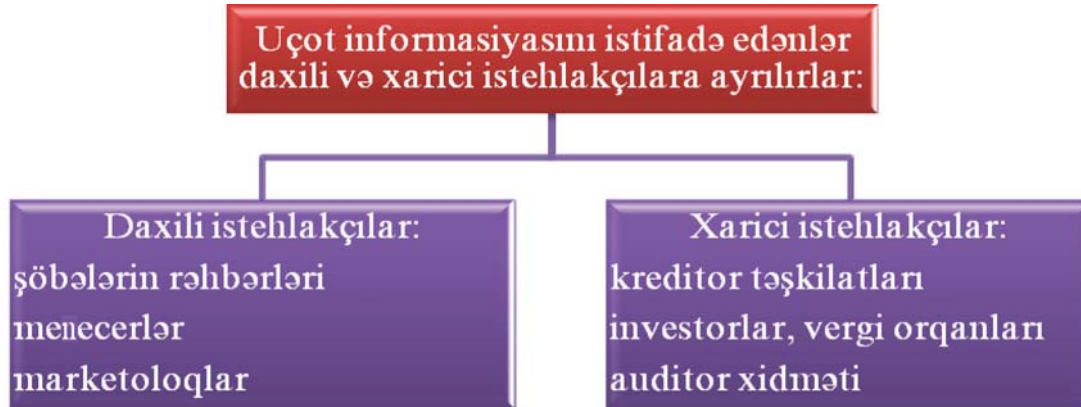 Uçot informasiyasını istifadə edənlər
daxili və xarici istehlakçılara ayrılırlar:
Daxili istehlakçılar:
şöbələrin rəhbərləri
menecerlər
marketoloqlar
Xarici istehlakçılar:
kreditor təşkilatları
investorlar, vergi orqanları
auditor xidməti